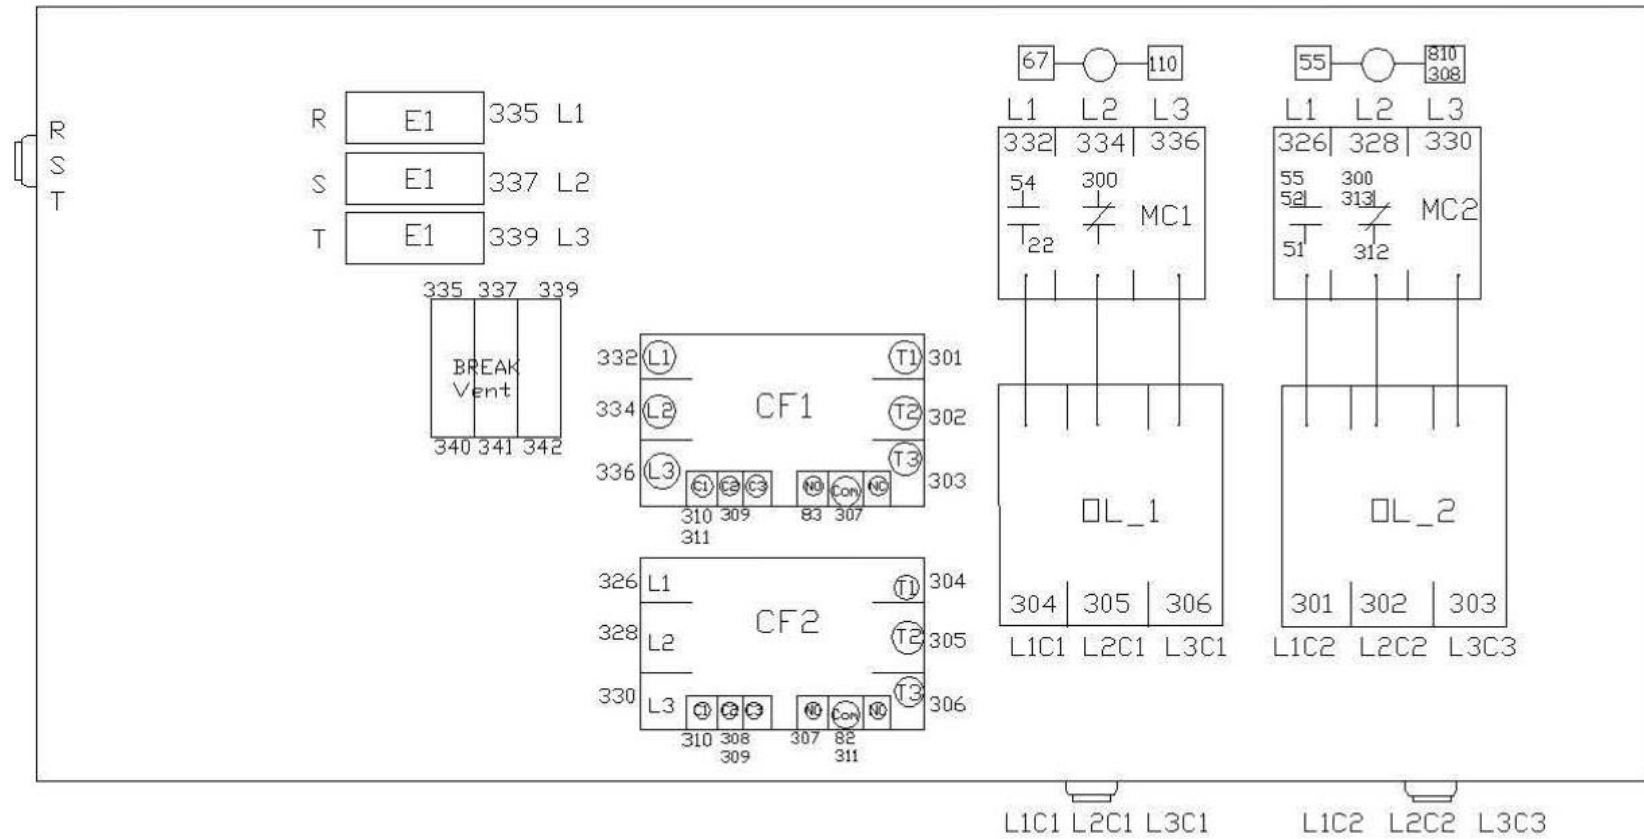 R
S
T
R E1 335 L1
S E1 337 L2
T E1 339 L3
335 337 339
BREAK
Vent
340 341 342
332 L1 CF1 T1 301
334 L2 T2 302
336 L3 T3 303
C1 C2 C3 NO Com NC
310 309 83 307
311
326 L1 CF2 T1 304
328 L2 T2 305
330 L3 T3 306
C1 C2 C3 NO Com NC
310 308 307 82
309 311
67 110
L1 L2 L3
332 334 336
54 300
MC1
22
55 810
308
L1 L2 L3
326 328 330
55 300
52 313
MC2
51 312
OL_1
304 305 306
L1C1 L2C1 L3C1
OL_2
301 302 303
L1C2 L2C2 L3C3
L1C1 L2C1 L3C1
L1C2 L2C2 L3C3